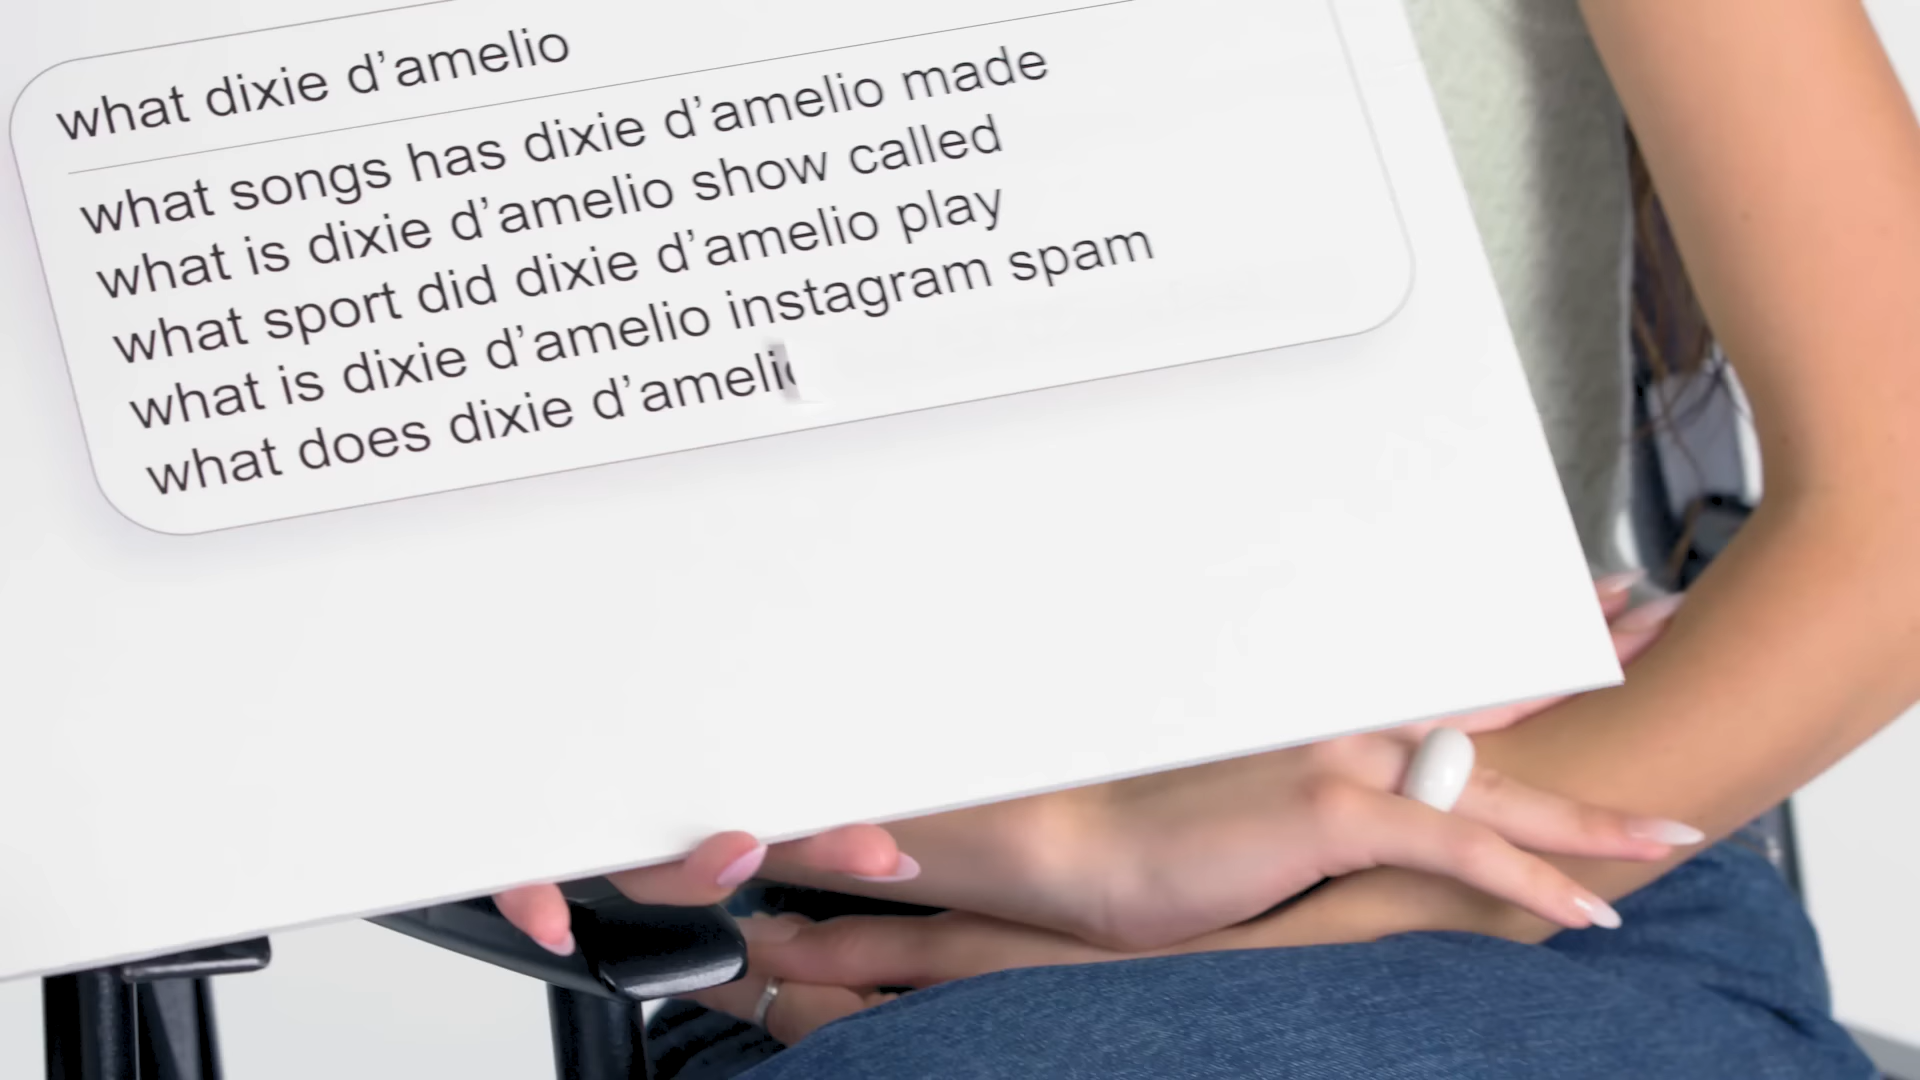 what dixie d’amelio
what songs has dixie d’amelio made
what is dixie d’amelio show called
what sport did dixie d’amelio play
what is dixie d’amelio instagram spam
what does dixie